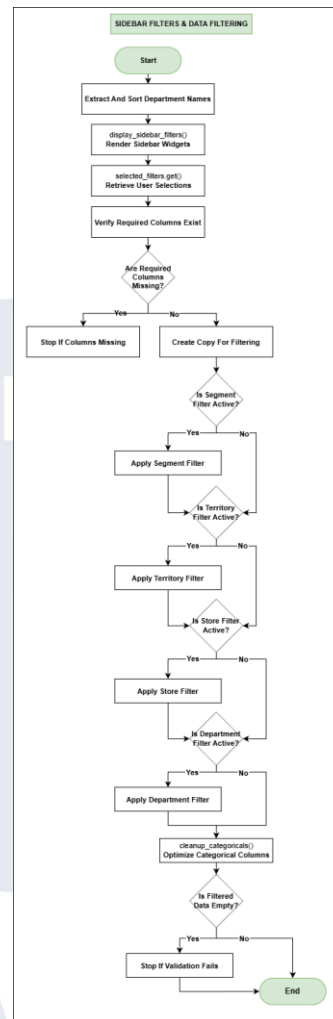 SIDEBAR FILTERS & DATA FILTERING
Start
Extract And Sort Department Names
display_sidebar_filters()
Render Sidebar Widgets
selected_filters.get()
Retrieve User Selections
Verify Required Columns Exist
Are Required
Columns
Missing?
Yes
No
Stop If Columns Missing
Create Copy For Filtering
Is Segment
Filter Active?
Yes
No
Apply Segment Filter
Is Territory
Filter Active?
Yes
No
Apply Territory Filter
Is Store Filter
Active?
Yes
No
Apply Store Filter
Is Department
Filter Active?
Yes
No
Apply Department Filter
cleanup_categoricals()
Optimize Categorical Columns
Is Filtered
Data Empty?
Yes
No
Stop If Validation Fails
End